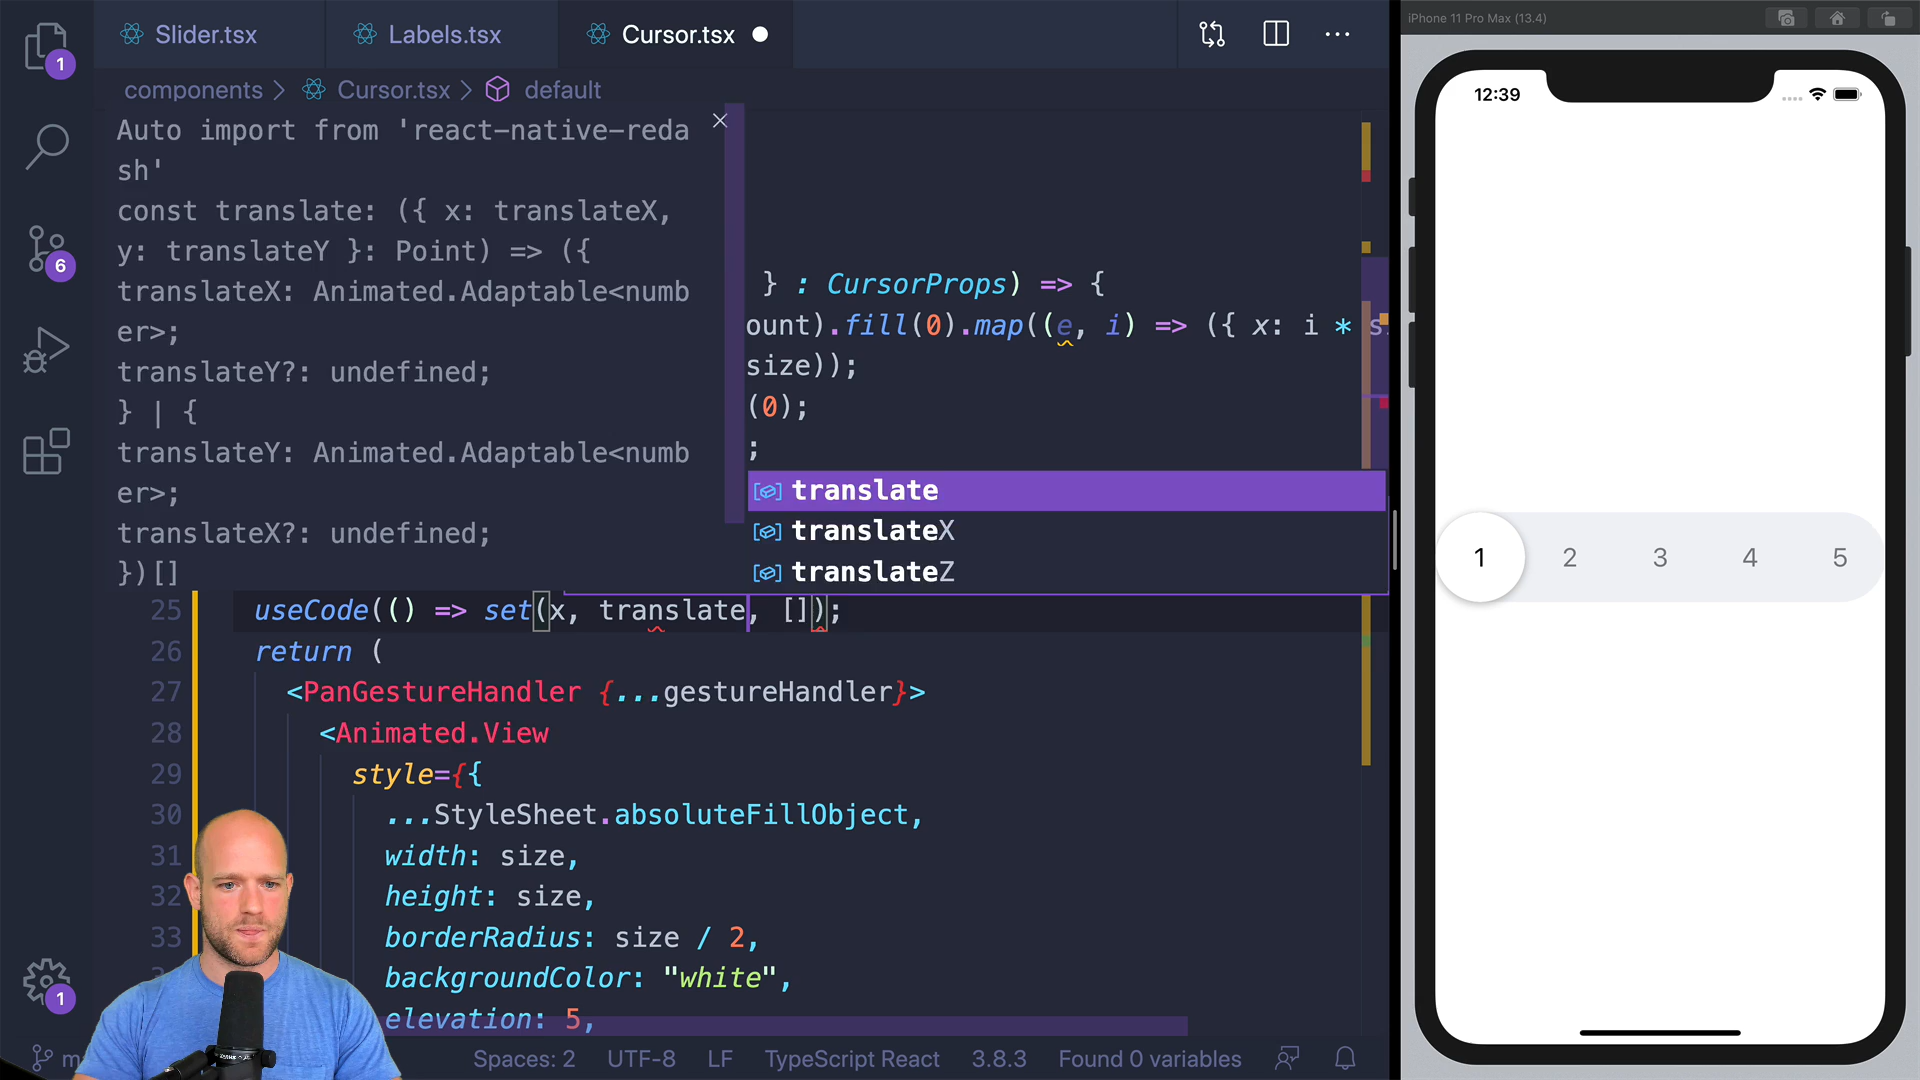 Slider.tsx
Labels.tsx
Cursor.tsx
components > Cursor.tsx > default
Auto import from 'react-native-reda
sh'
const translate: ({ x: translateX,
y: translateY }: Point) => ({
translateX: Animated.Adaptable<numb
er>;
translateY?: undefined;
} | {
translateY: Animated.Adaptable<numb
er>;
translateX?: undefined;
})[]
} : CursorProps) => {
ount).fill(0).map((e, i) => ({ x: i * s
size));
(0);
;
translate
translateX
translateZ
25 useCode(() => set(x, translate, []);
26 return (
27 <PanGestureHandler {...gestureHandler}>
28 <Animated.View
29 style={{
30 ...StyleSheet.absoluteFillObject,
31 width: size,
32 height: size,
33 borderRadius: size / 2,
backgroundColor: "white",
elevation: 5,
Spaces: 2
UTF-8
LF
TypeScript React
3.8.3
Found 0 variables
1
6
1
iPhone 11 Pro Max (13.4)
12:39
1 2 3 4 5